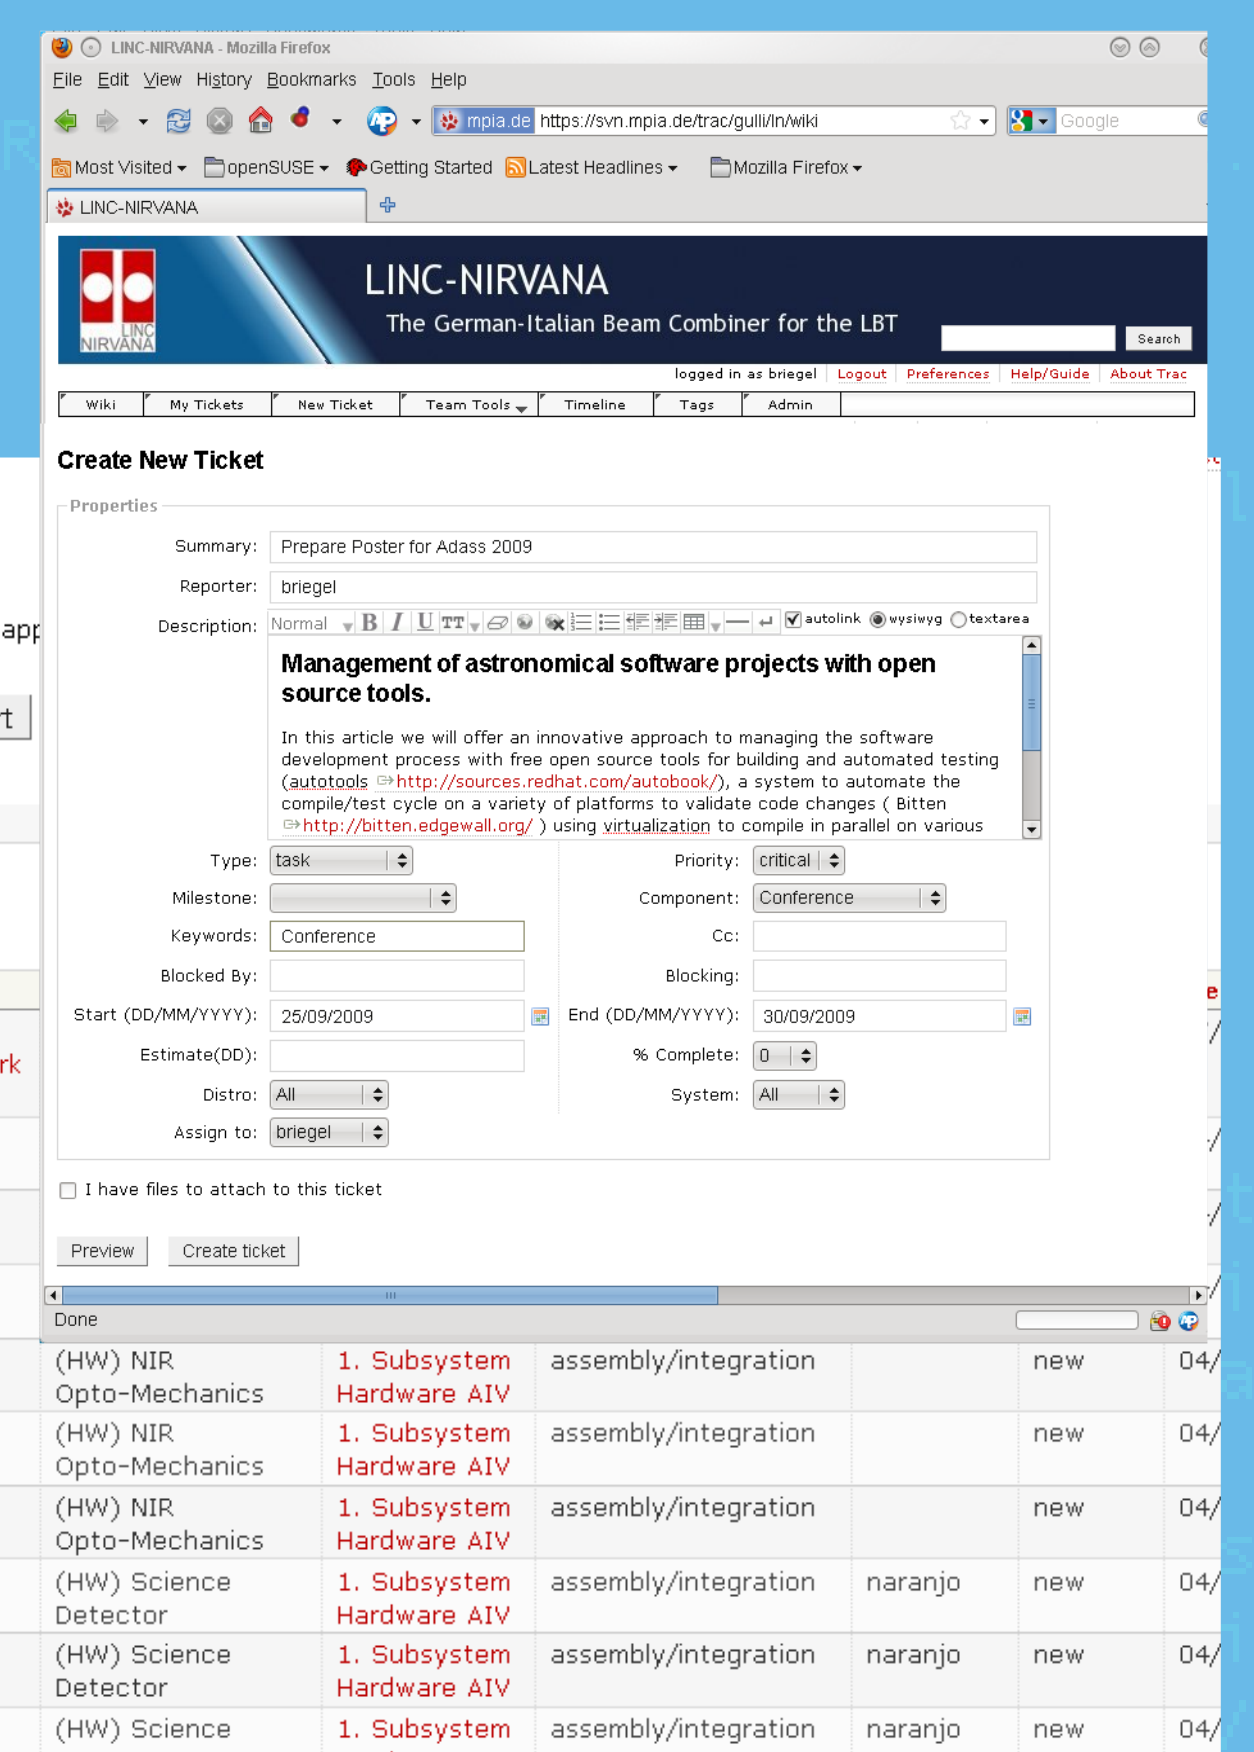 LINC-NIRVANA - Mozilla Firefox
File Edit View History Bookmarks Tools Help
mpia.de https://svn.mpia.de/trac/gulli/ln/wiki Google
Most Visited openSUSE Getting Started Latest Headlines Mozilla Firefox
LINC-NIRVANA
LINC-NIRVANA
The German-Italian Beam Combiner for the LBT
LINC
NIRVANA
Search
logged in as briegel Logout Preferences Help/Guide About Trac
Wiki My Tickets New Ticket Team Tools Timeline Tags Admin
Create New Ticket
Properties
Summary: Prepare Poster for Adass 2009
Reporter: briegel
Description: Normal B I U TT autolink wysiwyg textarea
Management of astronomical software projects with open
source tools.
In this article we will offer an innovative approach to managing the software
development process with free open source tools for building and automated testing
(autotools http://sources.redhat.com/autobook/), a system to automate the
compile/test cycle on a variety of platforms to validate code changes ( Bitten
http://bitten.edgewall.org/ ) using virtualization to compile in parallel on various
Type: task Priority: critical
Milestone: Component: Conference
Keywords: Conference Cc:
Blocked By: Blocking:
Start (DD/MM/YYYY): 25/09/2009 End (DD/MM/YYYY): 30/09/2009
Estimate(DD): % Complete: 0
Distro: All System: All
Assign to: briegel
I have files to attach to this ticket
Preview Create ticket
Done
app
rt
rk
e
(HW) NIR 1. Subsystem assembly/integration new 04/
Opto-Mechanics Hardware AIV
(HW) NIR 1. Subsystem assembly/integration new 04/
Opto-Mechanics Hardware AIV
(HW) NIR 1. Subsystem assembly/integration new 04/
Opto-Mechanics Hardware AIV
(HW) Science 1. Subsystem assembly/integration naranjo new 04/
Detector Hardware AIV
(HW) Science 1. Subsystem assembly/integration naranjo new 04/
Detector Hardware AIV
(HW) Science 1. Subsystem assembly/integration naranjo new 04/